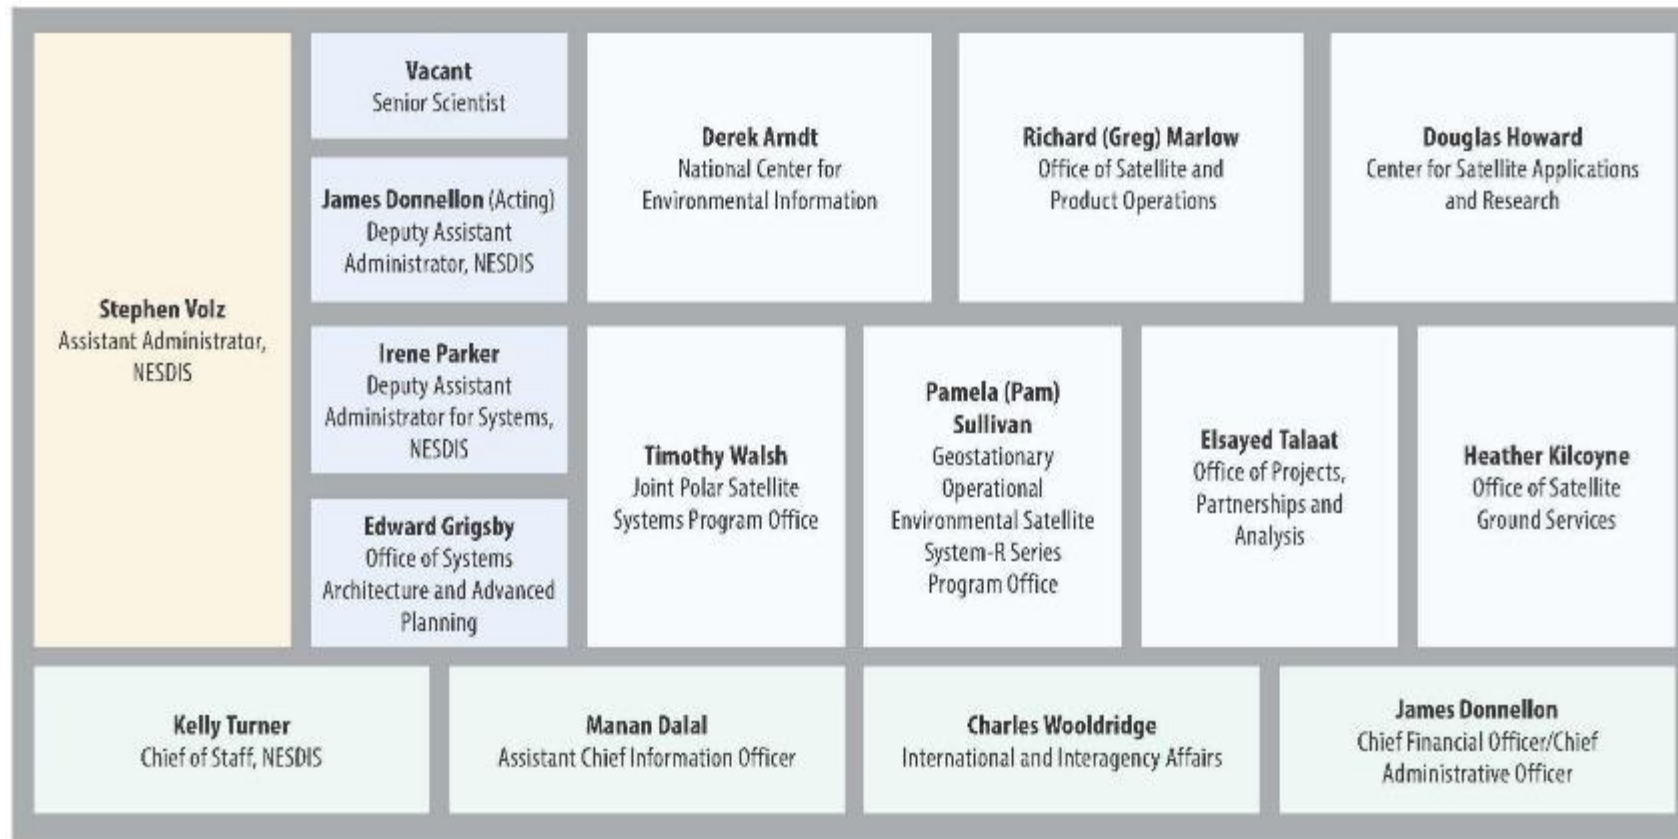 Stephen Volz
Assistant Administrator,
NESDIS
Vacant
Senior Scientist
James Donnellon (Acting)
Deputy Assistant
Administrator, NESDIS
Irene Parker
Deputy Assistant
Administrator for Systems,
NESDIS
Edward Grigsby
Office of Systems
Architecture and Advanced
Planning
Derek Arndt
National Center for
Environmental Information
Richard (Greg) Marlow
Office of Satellite and
Product Operations
Douglas Howard
Center for Satellite Applications
and Research
Timothy Walsh
Joint Polar Satellite
Systems Program Office
Pamela (Pam)
Sullivan
Geostationary
Operational
Environmental Satellite
System-R Series
Program Office
Elsayed Talaat
Office of Projects,
Partnerships and
Analysis
Heather Kilcoyne
Office of Satellite
Ground Services
Kelly Turner
Chief of Staff, NESDIS
Manan Dalal
Assistant Chief Information Officer
Charles Wooldridge
International and Interagency Affairs
James Donnellon
Chief Financial Officer/Chief
Administrative Officer